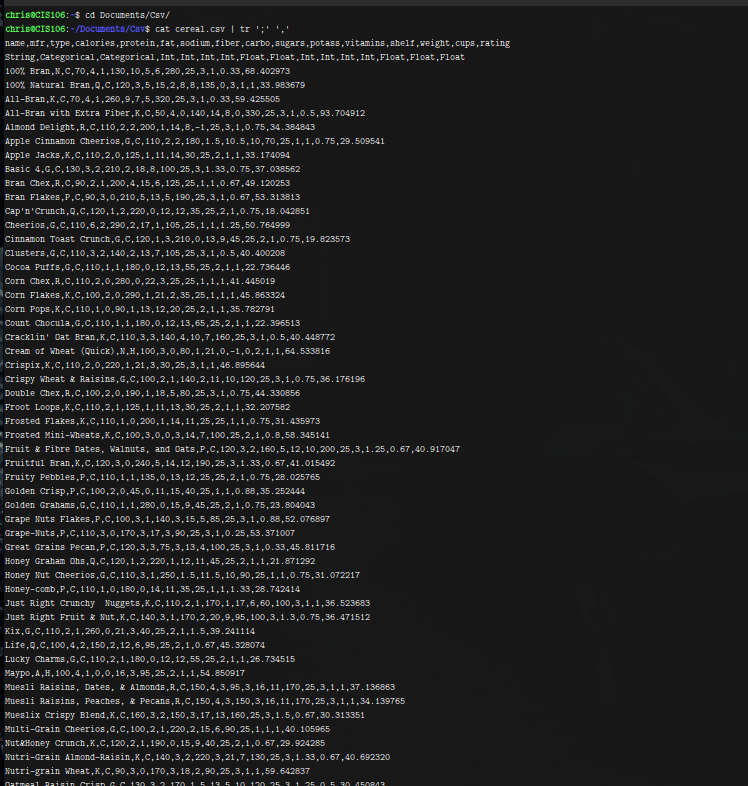 chris@CIS106:~$ cd Documents/Csv/
chris@CIS106:~/Documents/Csv$ cat cereal.csv | tr ';' ','
name,mfr,type,calories,protein,fat,sodium,fiber,carbo,sugars,potass,vitamins,shelf,weight,cups,rating
String,Categorical,Categorical,Int,Int,Int,Int,Float,Float,Int,Int,Int,Int,Float,Float,Float
100% Bran,N,C,70,4,1,130,10,5,6,280,25,3,1,0.33,68.402973
100% Natural Bran,Q,C,120,3,5,15,2,8,8,135,0,3,1,1,33.983679
All-Bran,K,C,70,4,1,260,9,7,5,320,25,3,1,0.33,59.425505
All-Bran with Extra Fiber,K,C,50,4,0,140,14,8,0,330,25,3,1,0.5,93.704912
Almond Delight,R,C,110,2,2,200,1,14,8,-1,25,3,1,0.75,34.384843
Apple Cinnamon Cheerios,G,C,110,2,2,180,1.5,10.5,10,70,25,1,1,0.75,29.509541
Apple Jacks,K,C,110,2,0,125,1,11,14,30,25,2,1,1,33.174094
Basic 4,G,C,130,3,2,210,2,18,8,100,25,3,1.33,0.75,37.038562
Bran Chex,R,C,90,2,1,200,4,15,6,125,25,1,1,0.67,49.120253
Bran Flakes,P,C,90,3,0,210,5,13,5,190,25,3,1,0.67,53.313813
Cap'n'Crunch,Q,C,120,1,2,220,0,12,12,35,25,2,1,0.75,18.042851
Cheerios,G,C,110,6,2,290,2,17,1,105,25,1,1,1.25,50.764999
Cinnamon Toast Crunch,G,C,120,1,3,210,0,13,9,45,25,2,1,0.75,19.823573
Clusters,G,C,110,3,2,140,2,13,7,105,25,3,1,0.5,40.400208
Cocoa Puffs,G,C,110,1,1,180,0,12,13,55,25,2,1,1,22.736446
Corn Chex,R,C,110,2,0,280,0,22,3,25,25,1,1,1,41.445019
Corn Flakes,K,C,100,2,0,290,1,21,2,35,25,1,1,1,45.863324
Corn Pops,K,C,110,1,0,90,1,13,12,20,25,2,1,1,35.782791
Count Chocula,G,C,110,1,1,180,0,12,13,65,25,2,1,1,22.396513
Cracklin' Oat Bran,K,C,110,3,3,140,4,10,7,160,25,3,1,0.5,40.448772
Cream of Wheat (Quick),N,H,100,3,0,80,1,21,0,-1,0,2,1,1,64.533816
Crispix,K,C,110,2,0,220,1,21,3,30,25,3,1,1,46.895644
Crispy Wheat & Raisins,G,C,100,2,1,140,2,11,10,120,25,3,1,0.75,36.176196
Double Chex,R,C,100,2,0,190,1,18,5,80,25,3,1,0.75,44.330856
Froot Loops,K,C,110,2,1,125,1,11,13,30,25,2,1,1,32.207582
Frosted Flakes,K,C,110,1,0,200,1,14,11,25,25,1,1,0.75,31.435973
Frosted Mini-Wheats,K,C,100,3,0,0,3,14,7,100,25,2,1,0.8,58.345141
Fruit & Fibre Dates, Walnuts, and Oats,P,C,120,3,2,160,5,12,10,200,25,3,1.25,0.67,40.917047
Fruitful Bran,K,C,120,3,0,240,5,14,12,190,25,3,1.33,0.67,41.015492
Fruity Pebbles,P,C,110,1,1,135,0,13,12,25,25,2,1,0.75,28.025765
Golden Crisp,P,C,100,2,0,45,0,11,15,40,25,1,1,0.88,35.252444
Golden Grahams,G,C,110,1,1,280,0,15,9,45,25,2,1,0.75,23.804043
Grape Nuts Flakes,P,C,100,3,1,140,3,15,5,85,25,3,1,0.88,52.076897
Grape-Nuts,P,C,110,3,0,170,3,17,3,90,25,3,1,0.25,53.371007
Great Grains Pecan,P,C,120,3,3,75,3,13,4,100,25,3,1,0.33,45.811716
Honey Graham Ohs,Q,C,120,1,2,220,1,12,11,45,25,2,1,1,21.871292
Honey Nut Cheerios,G,C,110,3,1,250,1.5,11.5,10,90,25,1,1,0.75,31.072217
Honey-comb,P,C,110,1,0,180,0,14,11,35,25,1,1,1.33,28.742414
Just Right Crunchy  Nuggets,K,C,110,2,1,170,1,17,6,60,100,3,1,1,36.523683
Just Right Fruit & Nut,K,C,140,3,1,170,2,20,9,95,100,3,1.3,0.75,36.471512
Kix,G,C,110,2,1,260,0,21,3,40,25,2,1,1.5,39.241114
Life,Q,C,100,4,2,150,2,12,6,95,25,2,1,0.67,45.328074
Lucky Charms,G,C,110,2,1,180,0,12,12,55,25,2,1,1,26.734515
Maypo,A,H,100,4,1,0,0,16,3,95,25,2,1,1,54.850917
Muesli Raisins, Dates, & Almonds,R,C,150,4,3,95,3,16,11,170,25,3,1,1,37.136863
Muesli Raisins, Peaches, & Pecans,R,C,150,4,3,150,3,16,11,170,25,3,1,1,34.139765
Mueslix Crispy Blend,K,C,160,3,2,150,3,17,13,160,25,3,1.5,0.67,30.313351
Multi-Grain Cheerios,G,C,100,2,1,220,2,15,6,90,25,1,1,1,40.105965
Nut&Honey Crunch,K,C,120,2,1,190,0,15,9,40,25,2,1,0.67,29.924285
Nutri-Grain Almond-Raisin,K,C,140,3,2,220,3,21,7,130,25,3,1.33,0.67,40.692320
Nutri-grain Wheat,K,C,90,3,0,170,3,18,2,90,25,3,1,1,59.642837
Oatmeal Raisin Crisp,G,C,130,3,2,170,1.5,13.5,10,120,25,3,1.25,0.5,30.450843